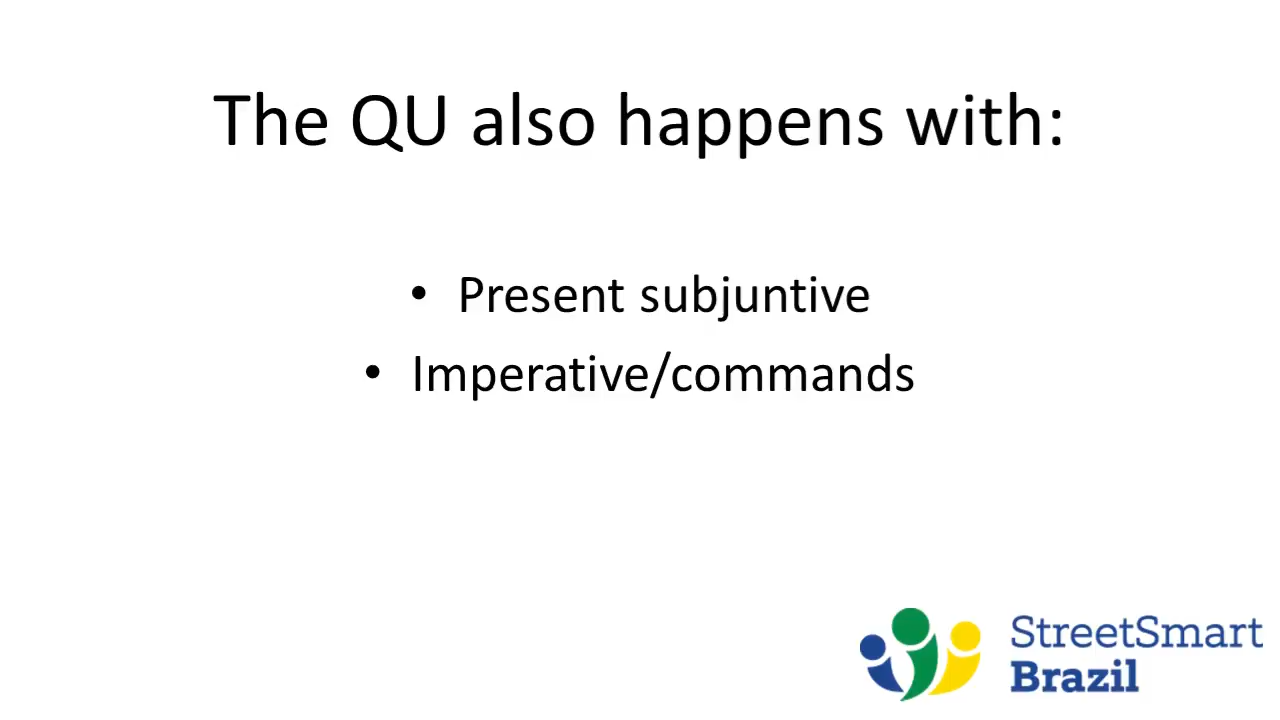 The QU also happens with:
• Present subjuntive
• Imperative/commands
StreetSmart
Brazil